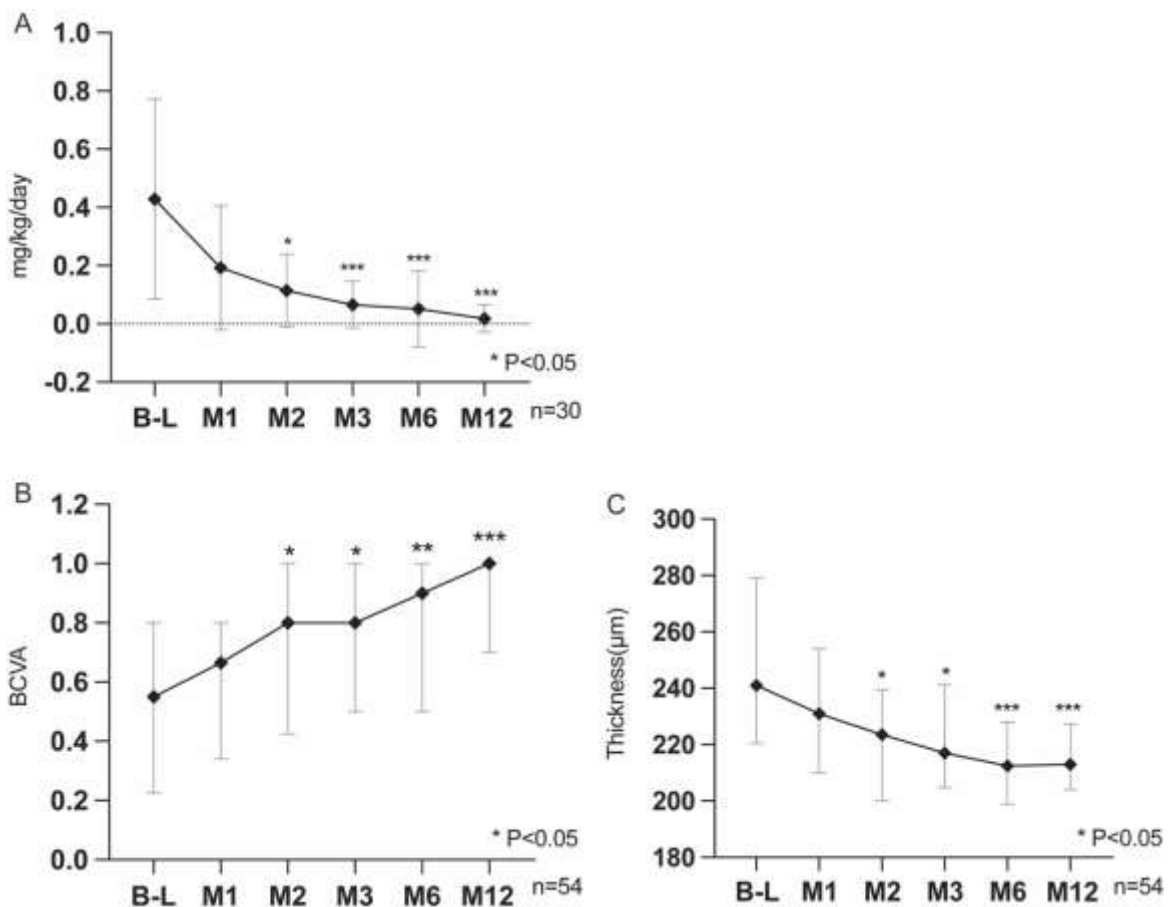 A
1.0
0.8
0.6
0.4
0.2
0.0
-0.2
mg/kg/day
*
***
***
***
* P<0.05
B-L M1 M2 M3 M6 M12 n=30
B
1.2
1.0
0.8
0.6
0.4
0.2
0.0
BCVA
*
*
**
***
* P<0.05
B-L M1 M2 M3 M6 M12 n=54
C
300
280
260
240
220
200
180
Thickness(μm)
*
*
***
***
* P<0.05
B-L M1 M2 M3 M6 M12 n=54